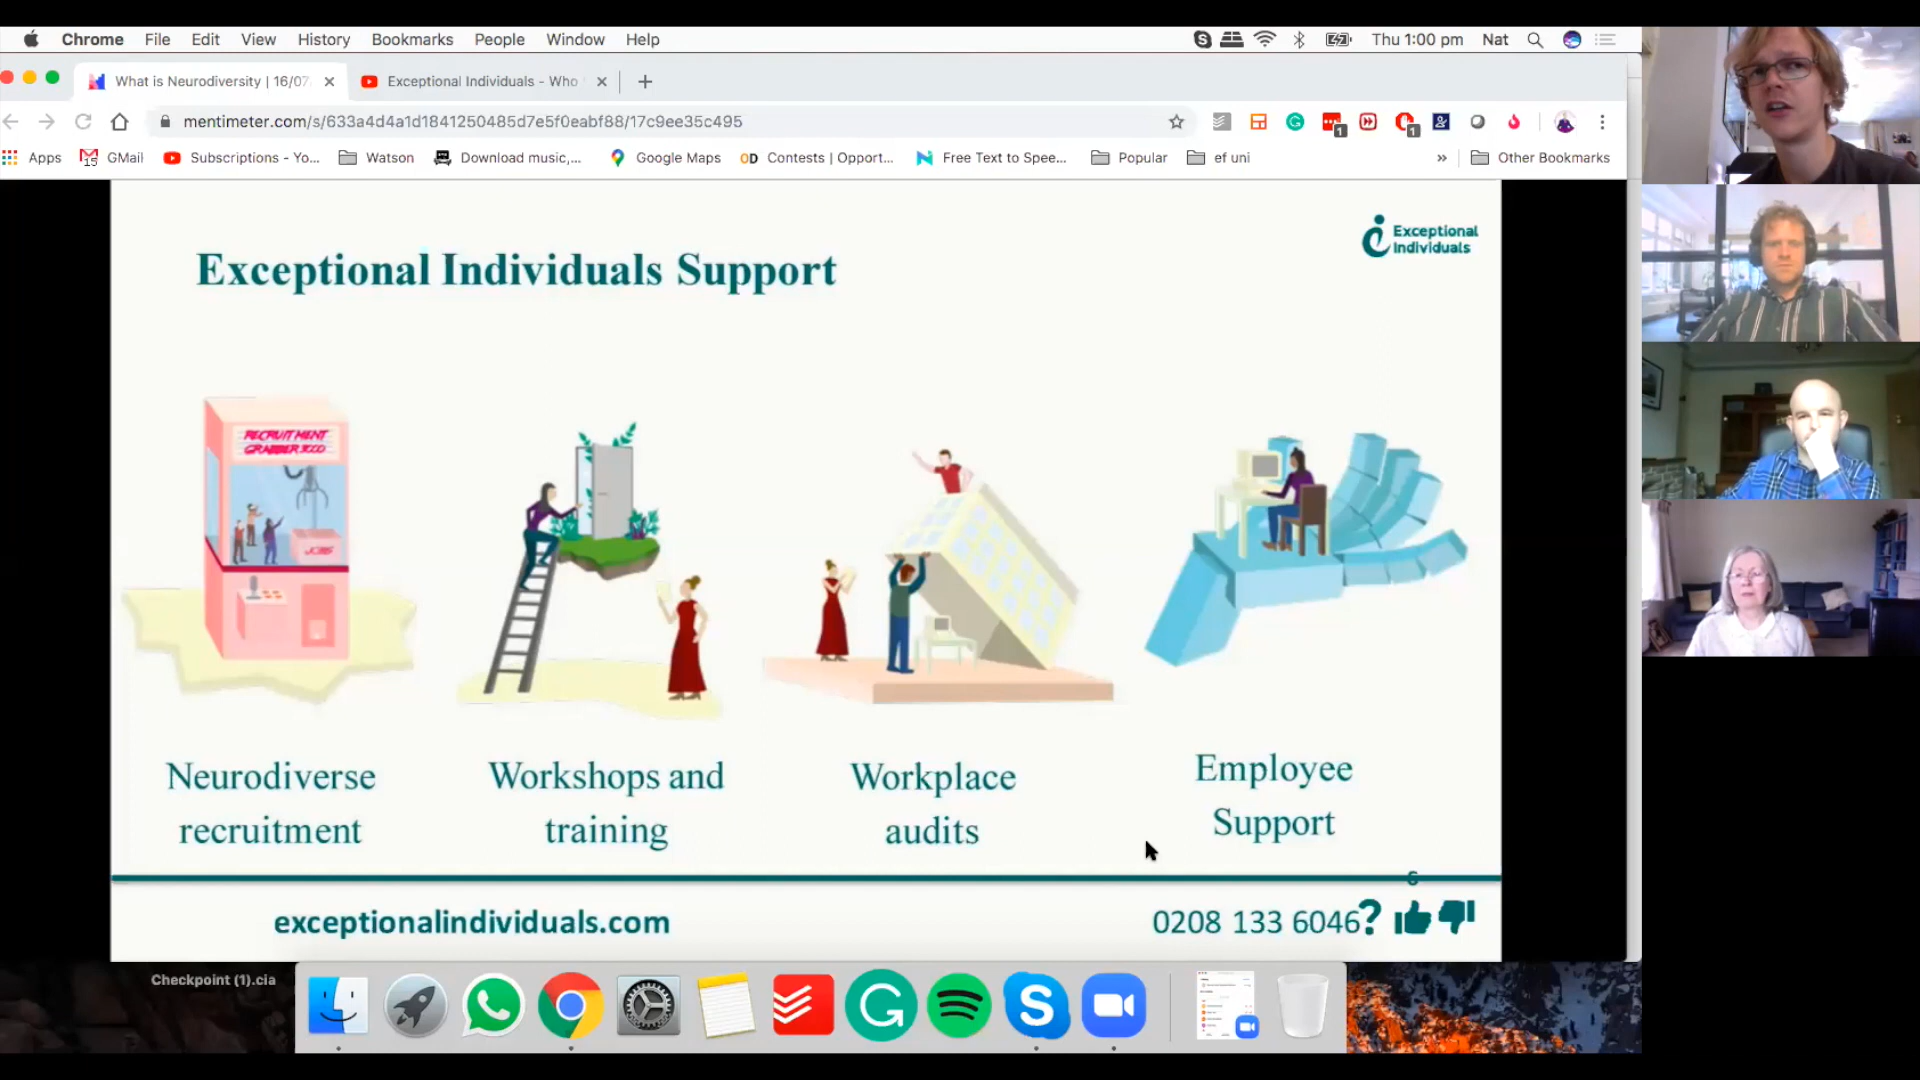 Chrome File Edit View History Bookmarks People Window Help Thu 1:00 pm Nat
What is Neurodiversity | 16/07 Exceptional Individuals - Who
mentimeter.com/s/633a4d4a1d1841250485d7e5f0eabf88/17c9ee35c495
Apps GMail Subscriptions - Yo... Watson Download music,... Google Maps OD Contests | Opport... Free Text to Spee... Popular ef uni » Other Bookmarks
Exceptional
Individuals
Exceptional Individuals Support
RECRUITMENT
GRABBER 3000
JOBS
Neurodiverse
recruitment
Workshops and
training
Workplace
audits
Employee
Support
6
exceptionalindividuals.com
0208 133 6046?
Checkpoint (1).cia